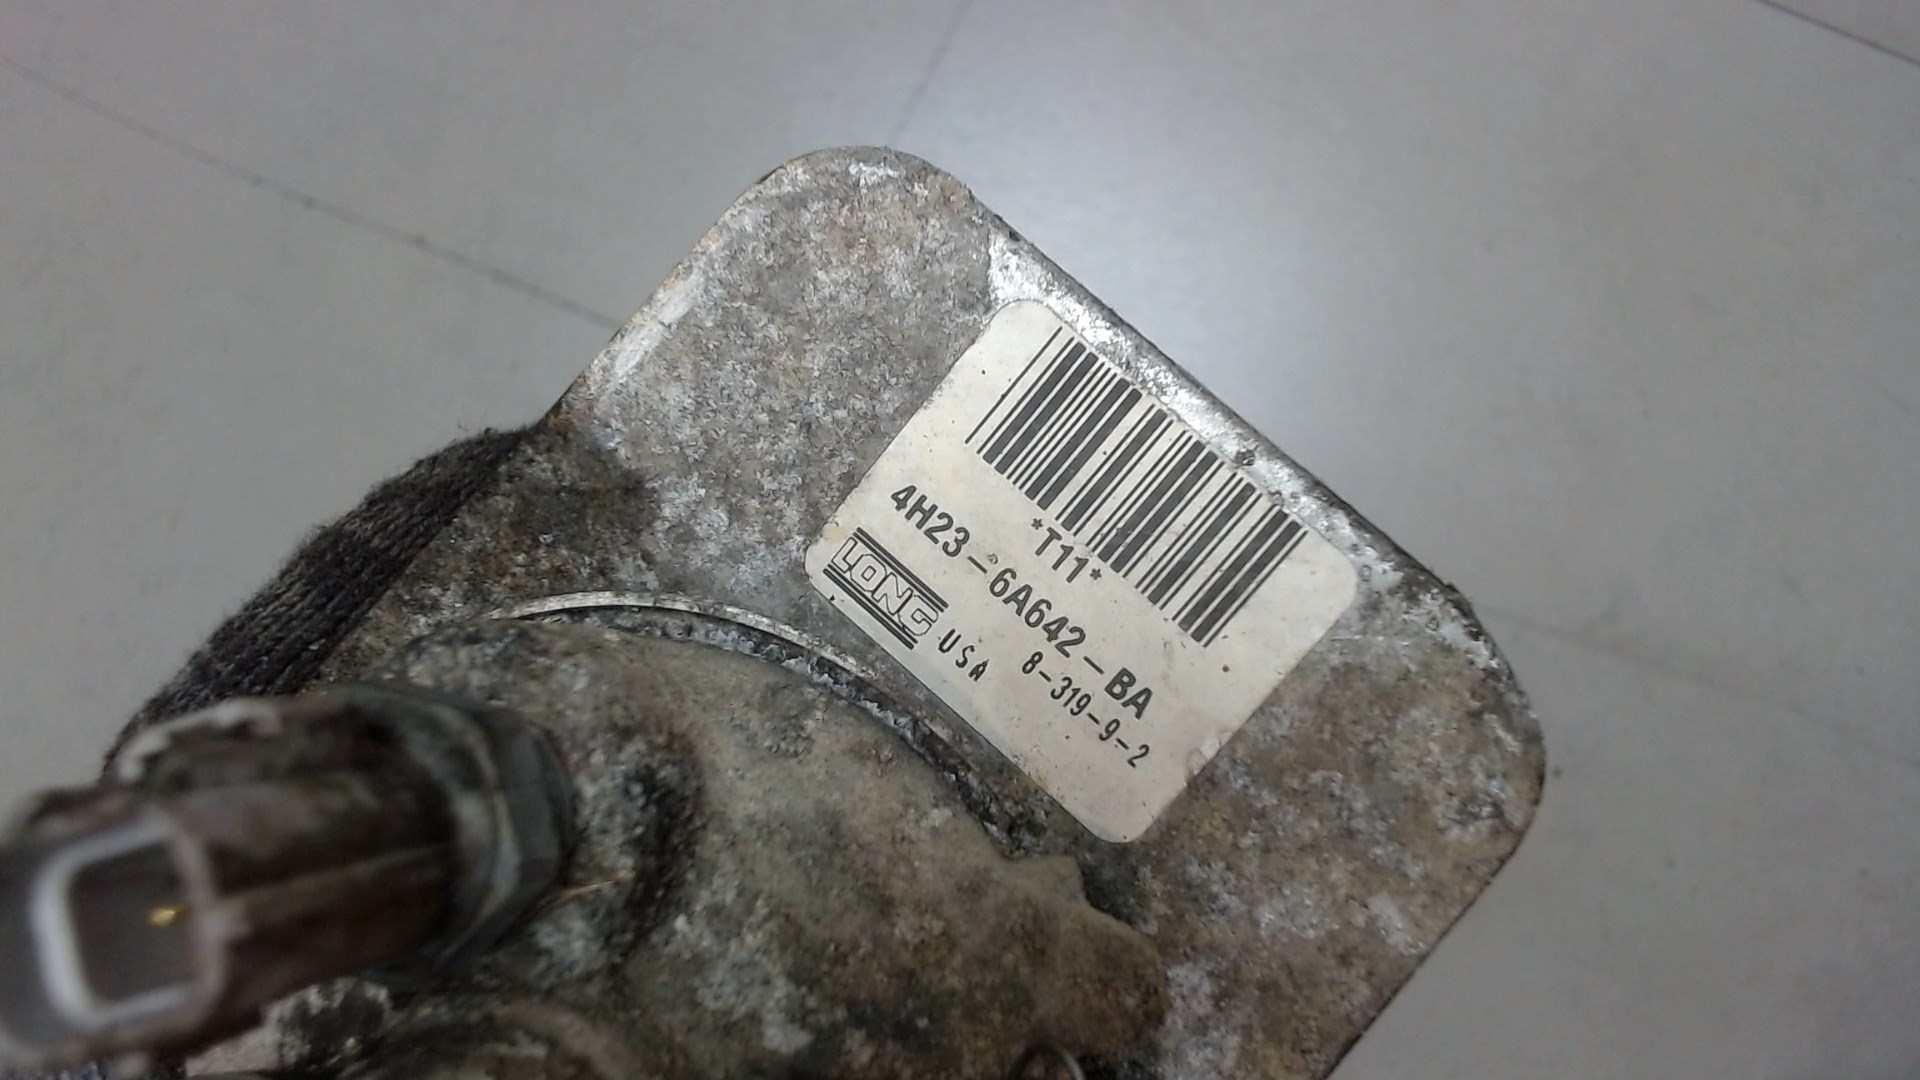 *T11*
4H23-6A642-BA
LONG USA 8-319-9-2